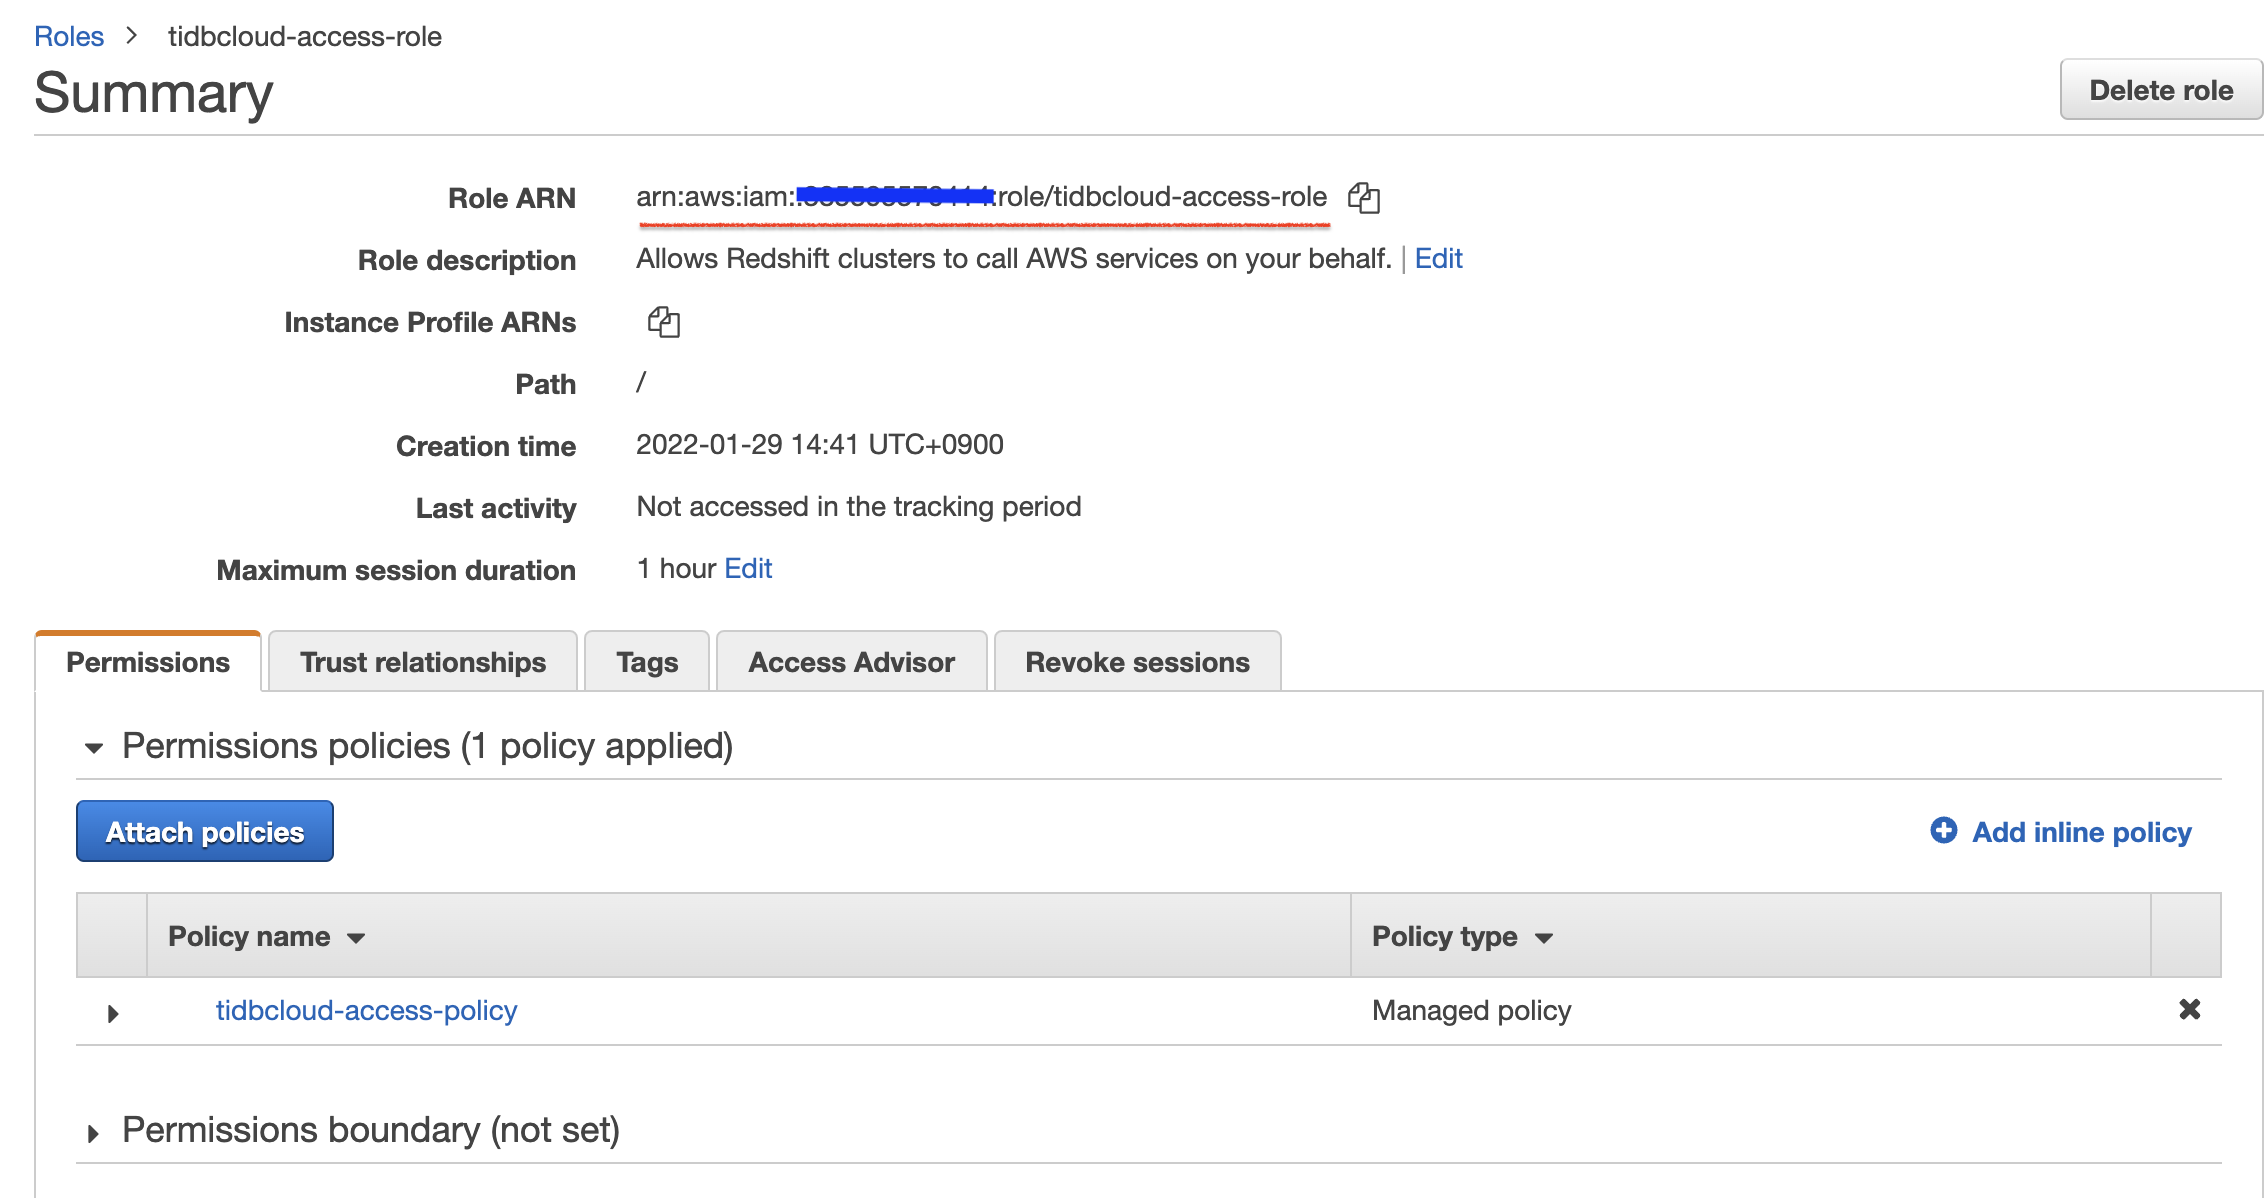 Roles > tidbcloud-access-role
Summary
Delete role
Role ARN arn:aws:iam: :role/tidbcloud-access-role
Role description Allows Redshift clusters to call AWS services on your behalf. | Edit
Instance Profile ARNs
Path /
Creation time 2022-01-29 14:41 UTC+0900
Last activity Not accessed in the tracking period
Maximum session duration 1 hour Edit
Permissions Trust relationships Tags Access Advisor Revoke sessions
Permissions policies (1 policy applied)
Attach policies Add inline policy
Policy name Policy type
tidbcloud-access-policy Managed policy
Permissions boundary (not set)